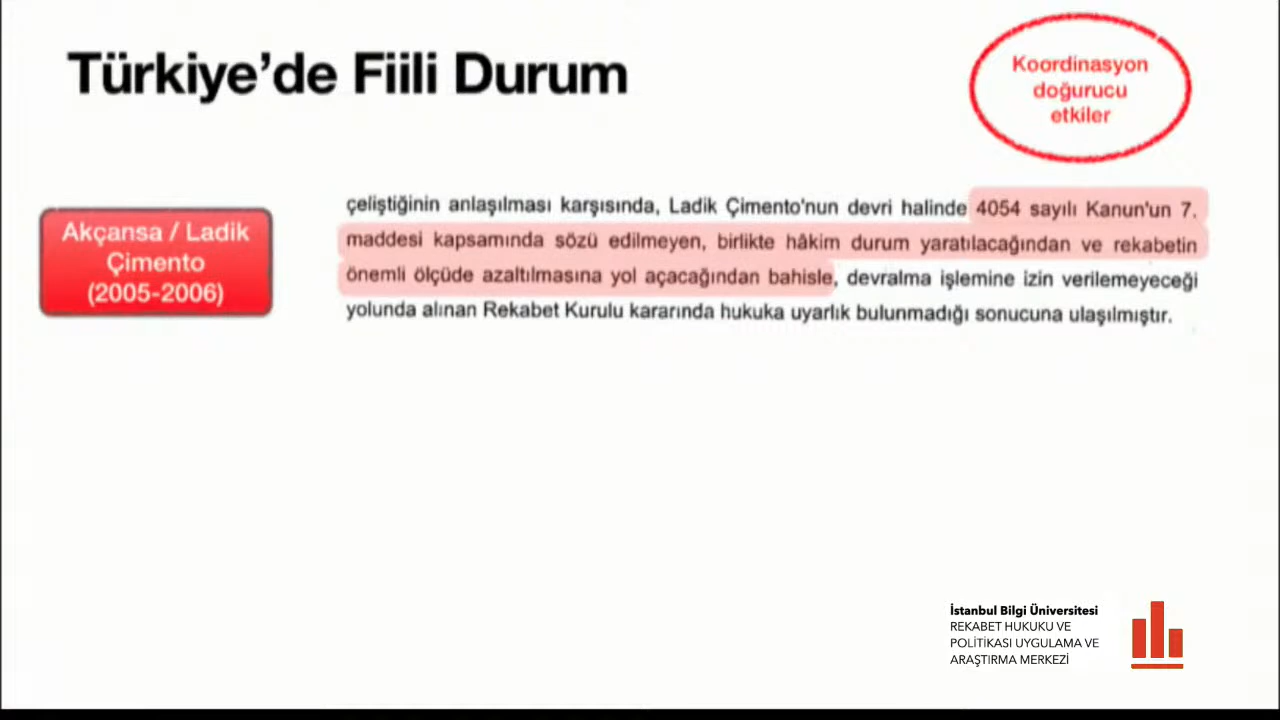 Türkiye’de Fiili Durum
Koordinasyon
doğurucu
etkiler
Akçansa / Ladik
Çimento
(2005-2006)
çeliştiğinin anlaşılması karşısında, Ladik Çimento'nun devri halinde 4054 sayılı Kanun'un 7.
maddesi kapsamında sözü edilmeyen, birlikte hâkim durum yaratılacağından ve rekabetin
önemli ölçüde azaltılmasına yol açacağından bahisle, devralma işlemine izin verilemeyeceği
yolunda alınan Rekabet Kurulu kararında hukuka uyarlık bulunmadığı sonucuna ulaşılmıştır.
İstanbul Bilgi Üniversitesi
REKABET HUKUKU VE
POLİTİKASI UYGULAMA VE
ARAŞTIRMA MERKEZİ